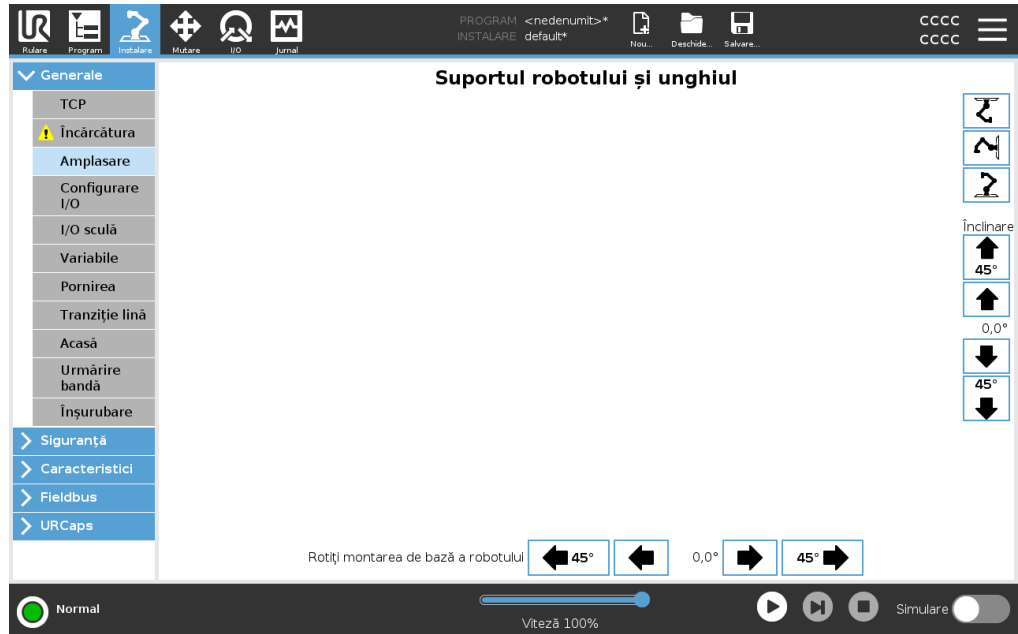 UR
Rulare
Program
Instalare
Mutare
I/O
Jurnal
PROGRAM <nedenumit>*
INSTALARE default*
Nou...
Deschide...
Salvare...
cccc
cccc
Generale
TCP
Încărcătura
Amplasare
Configurare
I/O
I/O sculă
Variabile
Pornirea
Tranziție lină
Acasă
Urmărire
bandă
Înșurubare
Siguranță
Caracteristici
Fieldbus
URCaps
Suportul robotului și unghiul
Înclinare
45°
0,0°
45°
Rotiți montarea de bază a robotului 45° 0,0° 45°
Normal
Viteză 100%
Simulare